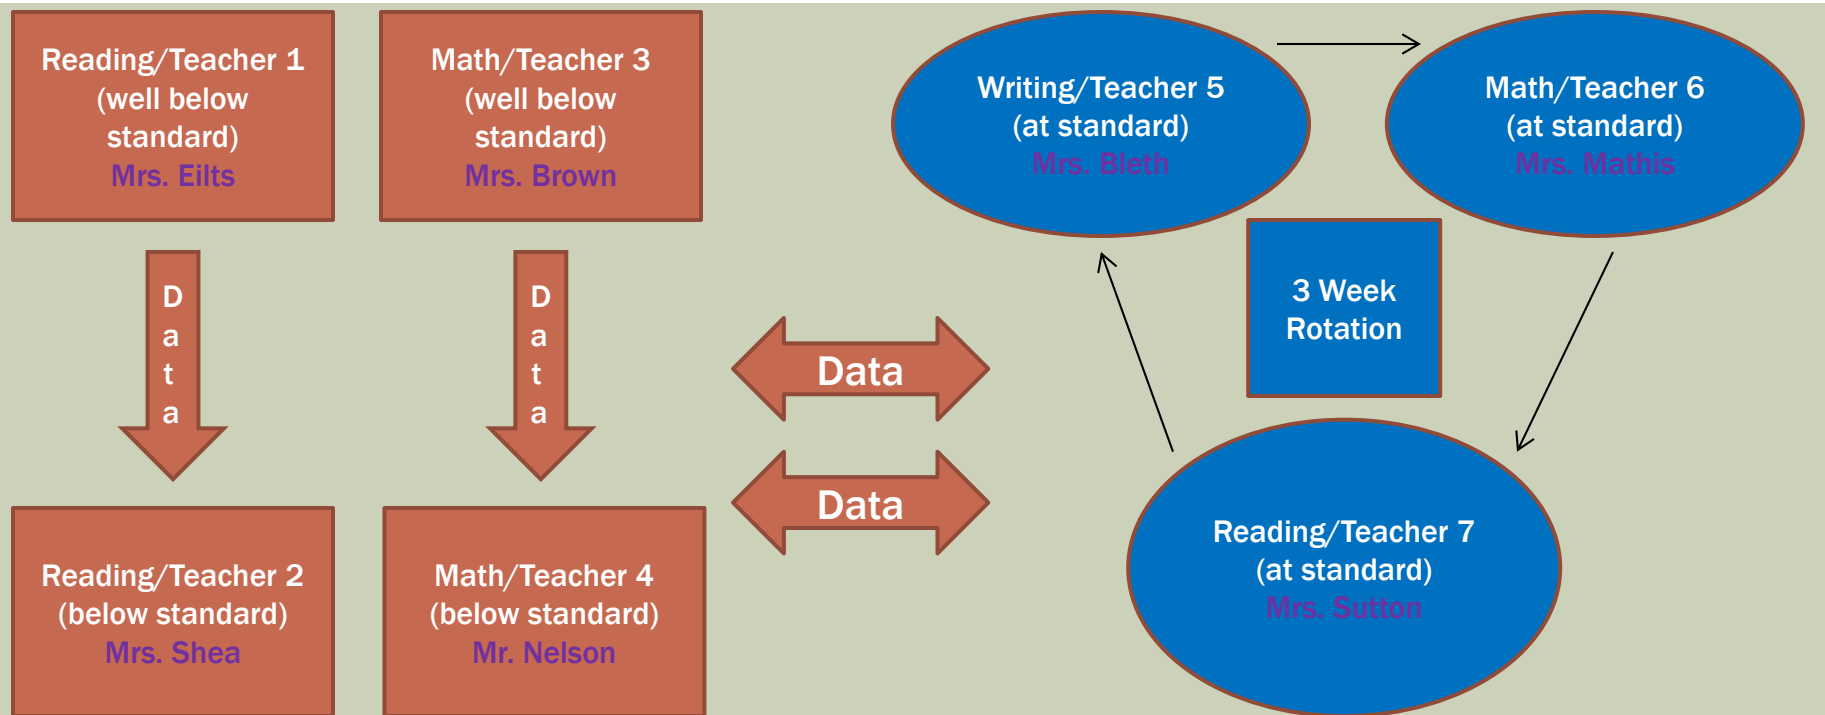 Reading/Teacher 1
(well below
standard)
Mrs. Eilts
Math/Teacher 3
(well below
standard)
Mrs. Brown
Writing/Teacher 5
(at standard)
Mrs. Bleth
Math/Teacher 6
(at standard)
Mrs. Mathis
D
a
t
a
D
a
t
a
3 Week
Rotation
Data
Data
Reading/Teacher 2
(below standard)
Mrs. Shea
Math/Teacher 4
(below standard)
Mr. Nelson
Reading/Teacher 7
(at standard)
Mrs. Sutton